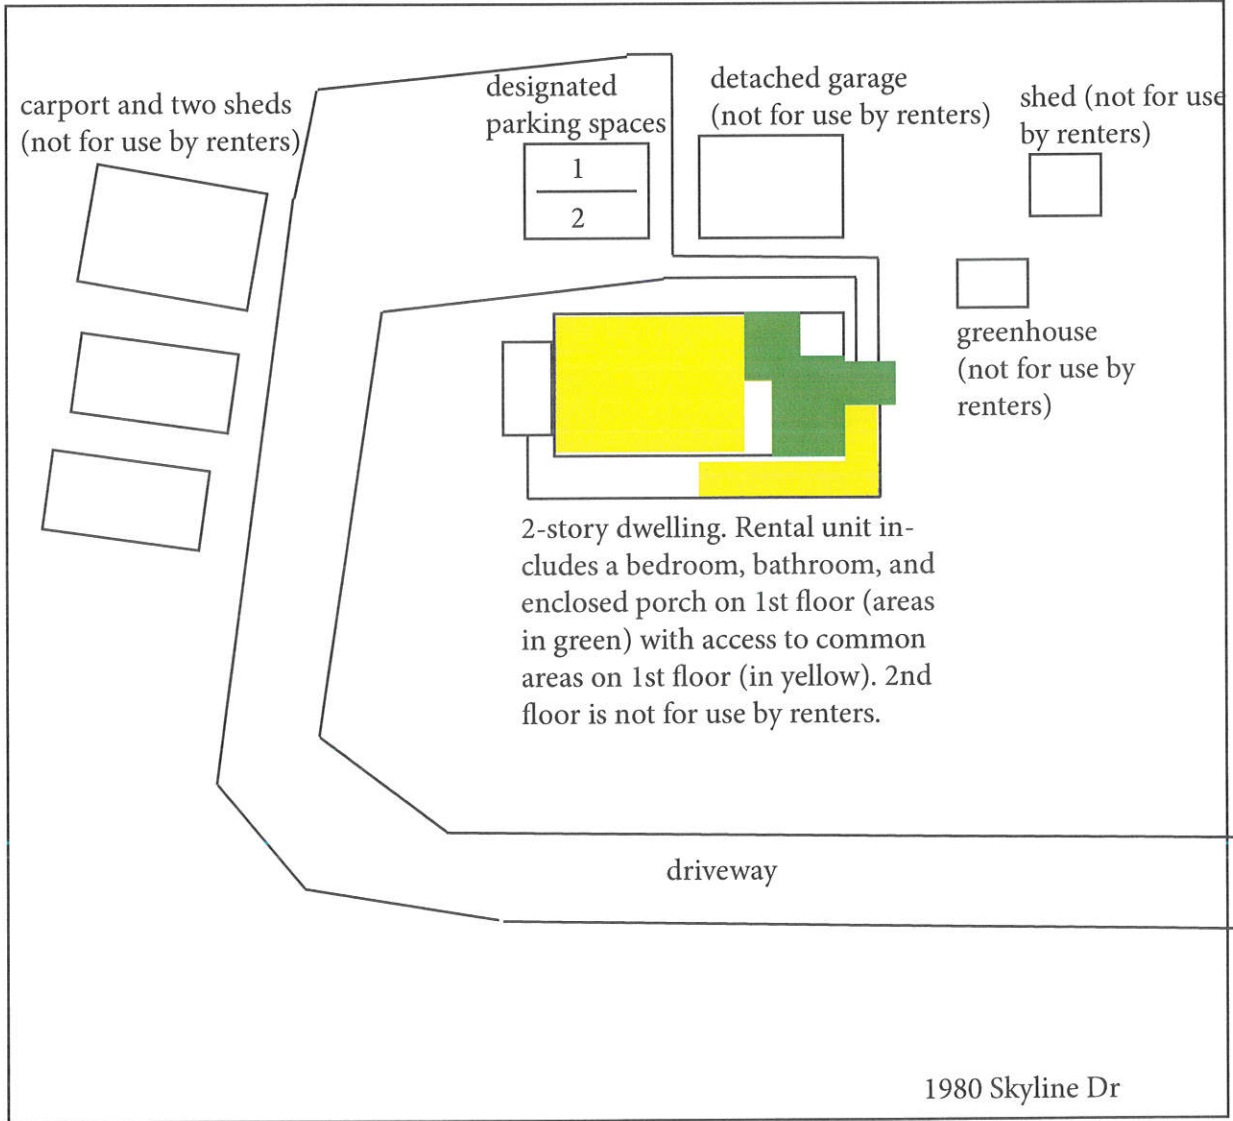 carport and two sheds
(not for use by renters)
designated
parking spaces
1
2
detached garage
(not for use by renters)
shed (not for use
by renters)
greenhouse
(not for use by
renters)
2-story dwelling. Rental unit in-
cludes a bedroom, bathroom, and
enclosed porch on 1st floor (areas
in green) with access to common
areas on 1st floor (in yellow). 2nd
floor is not for use by renters.
driveway
1980 Skyline Dr